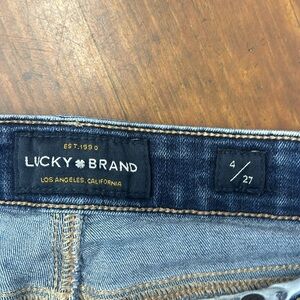 EST. 1990
LUCKY BRAND
LOS ANGELES, CALIFORNIA
4/27